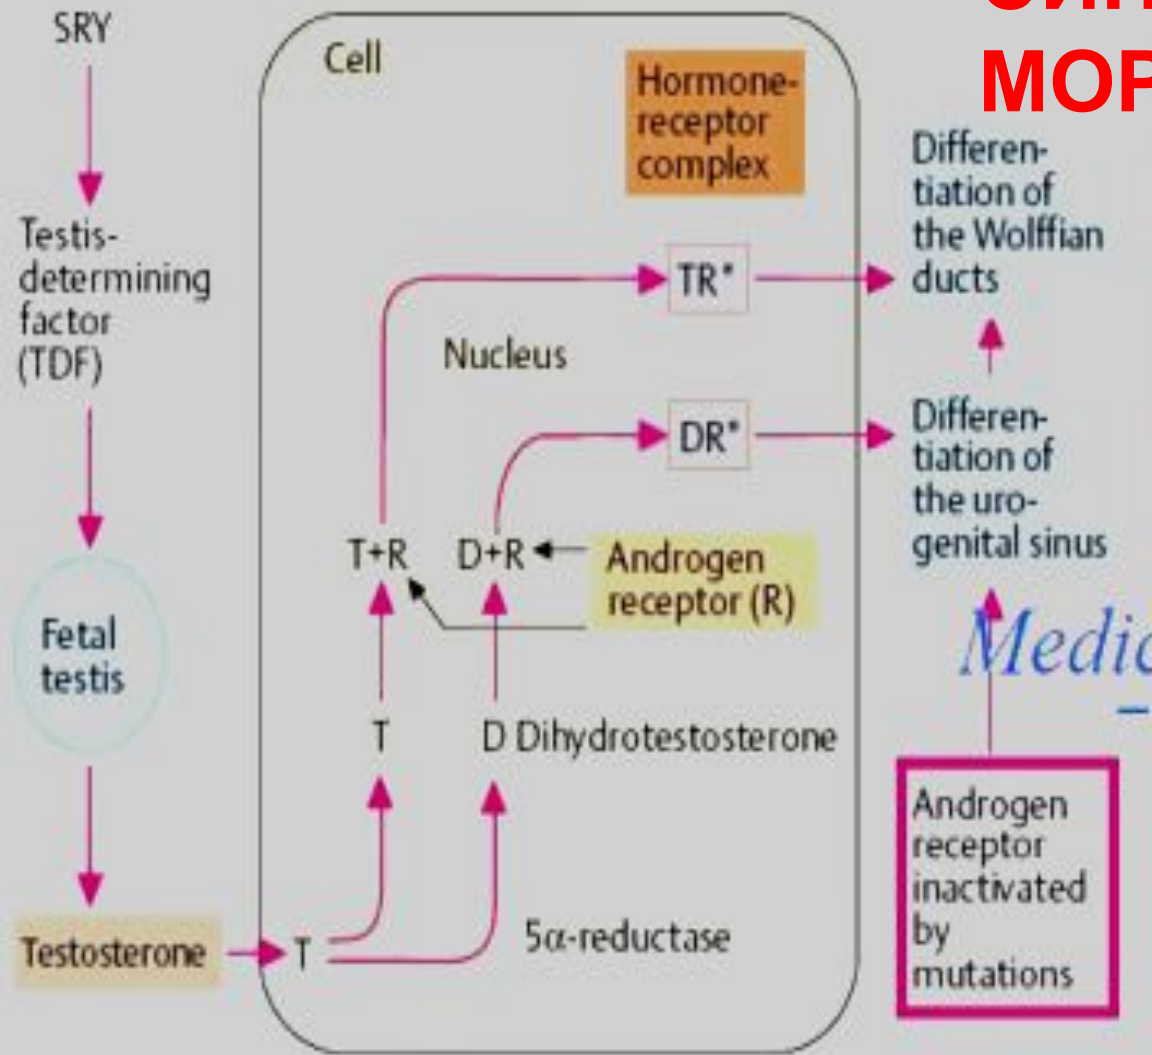 SRY
Testis-
determining
factor
(TDF)
Fetal
testis
Testosterone
Cell
Hormone-
receptor
complex
TR*
Nucleus
DR*
T+R
D+R
Androgen
receptor (R)
T
D Dihydrotestosterone
T
5α-reductase
МОР
Differen-
tiation of
the Wolffian
ducts
Differen-
tiation of
the uro-
genital sinus
Medic
Androgen
receptor
inactivated
by
mutations